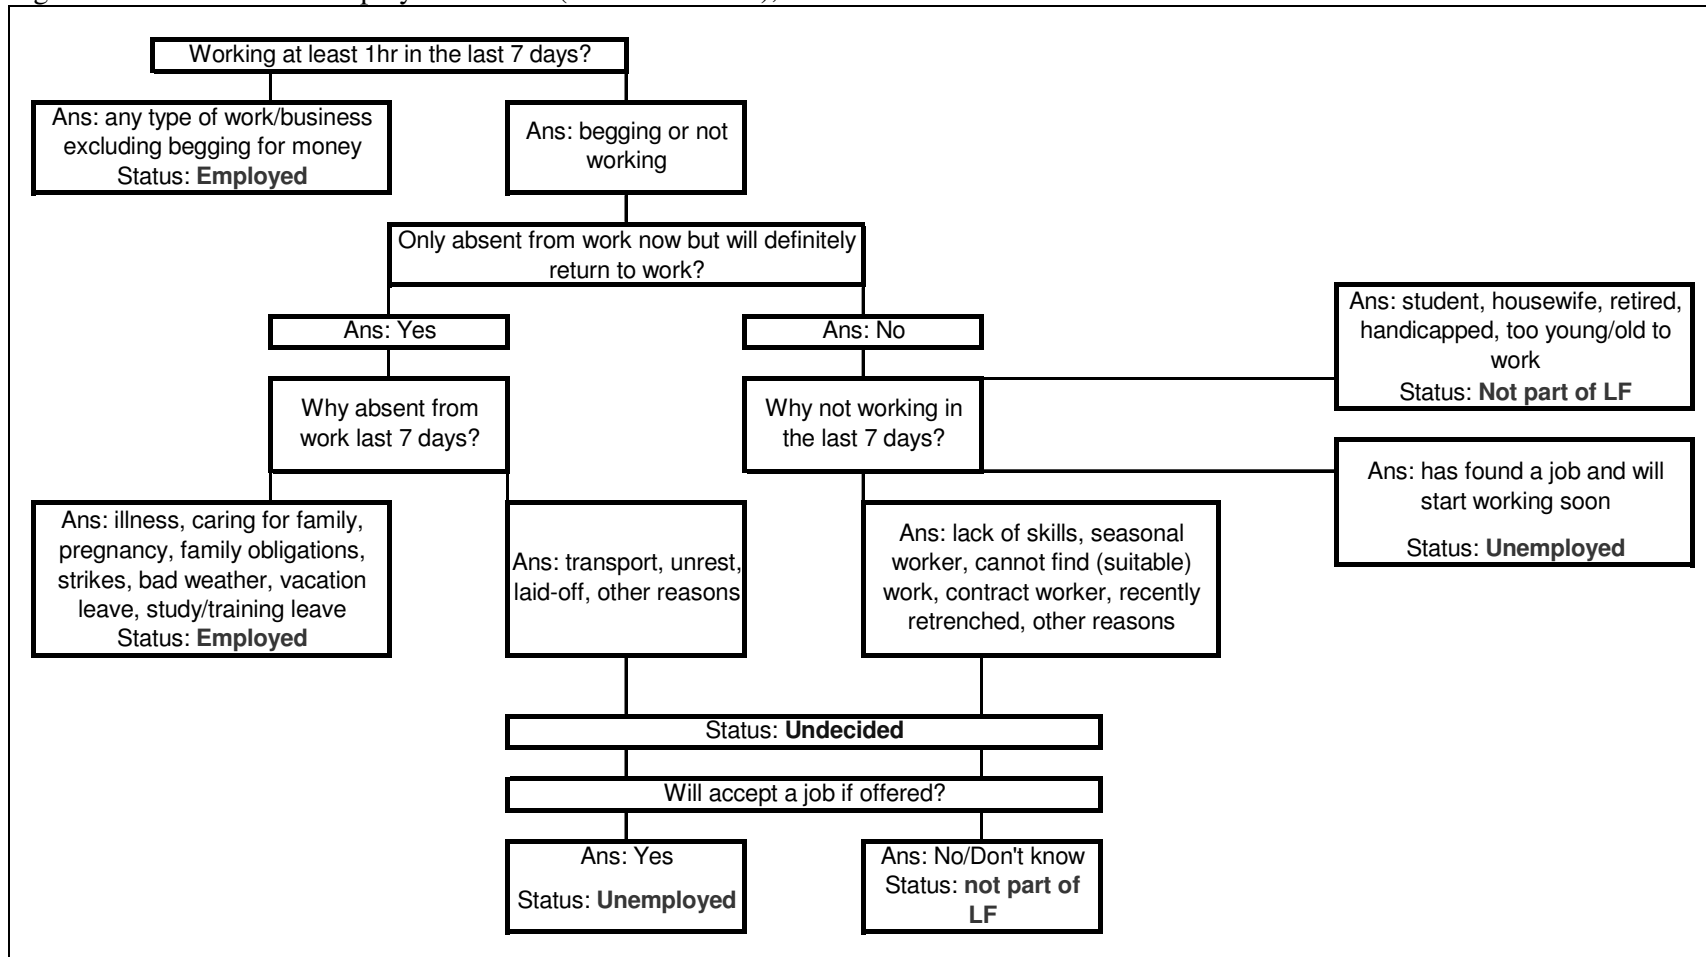 Working at least 1hr in the last 7 days?
Ans: any type of work/business
excluding begging for money
Status: Employed
Ans: begging or not
working
Only absent from work now but will definitely
return to work?
Ans: Yes
Ans: No
Ans: student, housewife, retired,
handicapped, too young/old to
work
Status: Not part of LF
Why absent from
work last 7 days?
Why not working in
the last 7 days?
Ans: has found a job and will
start working soon
Status: Unemployed
Ans: illness, caring for family,
pregnancy, family obligations,
strikes, bad weather, vacation
leave, study/training leave
Status: Employed
Ans: transport, unrest,
laid-off, other reasons
Ans: lack of skills, seasonal
worker, cannot find (suitable)
work, contract worker, recently
retrenched, other reasons
Status: Undecided
Will accept a job if offered?
Ans: Yes
Status: Unemployed
Ans: No/Don't know
Status: not part of
LF